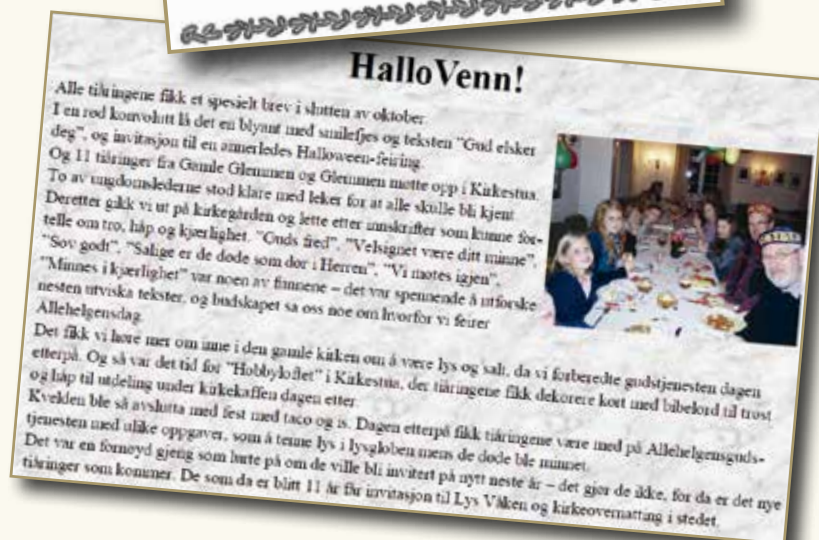 HalloVenn!
Alle tiåringene fikk et spesielt brev i slutten av oktober.
I en rød konvolutt lå det en blyant med smilefjes og teksten "Gud elsker
deg", og invitasjon til en annerledes Halloween-feiring.
Og 11 tiåringer fra Gamle Glemmen og Glemmen møtte opp i Kirkestua.
To av ungdomslederne stod klare med leker for at alle skulle bli kjent.
Deretter gikk vi ut på kirkegården og lette etter innskrifter som kunne for-
telle om tro, håp og kjærlighet. "Guds fred", "Velsignet være ditt minne",
"Sov godt", "Salige er de døde som dør i Herren", "Vi møtes igjen",
"Minnes i kjærlighet" var noen av funnene – det var spennende å utforske
nesten utviska tekster, og budskapet sa oss noe om hvorfor vi feirer
Allehelgensdag.
Det fikk vi høre mer om inne i den gamle kirken om å være lys og salt, da vi forberedte gudstjenesten dagen
etterpå. Og så var det tid for "Hobbyloftet" i Kirkestua, der tiåringene fikk dekorere kort med bibelord til trøst
og håp til utdeling under kirkekaffen dagen etter.
Kvelden ble så avslutta med fest med taco og is. Dagen etterpå fikk tiåringene være med på Allehelgensguds-
tjenesten med ulike oppgaver, som å tenne lys i lysgloben mens de døde ble minnet.
Det var en fornøyd gjeng som lurte på om de ville bli invitert på nytt neste år – det gjør de ikke, for da er det nye
tiåringer som kommer. De som da er blitt 11 år får invitasjon til Lys Våken og kirkeovernatting i stedet.